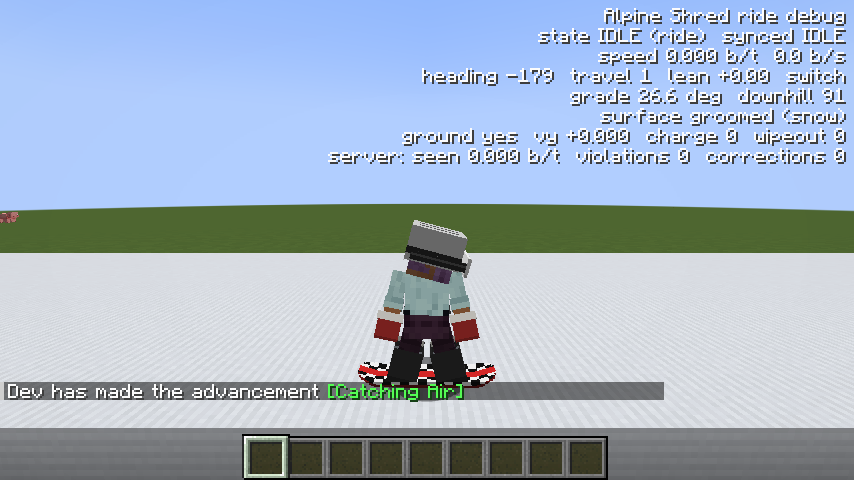 Alpine Shred ride debug
state IDLE (ride) synced IDLE
speed 0.000 b/t 0.0 b/s
heading -179 travel 1 lean +0.00 switch
grade 26.6 deg downhill 91
surface groomed (snow)
ground yes vy +0.000 charge 0 wipeout 0
server: seen 0.000 b/t violations 0 corrections 0
Dev has made the advancement [Catching Air]